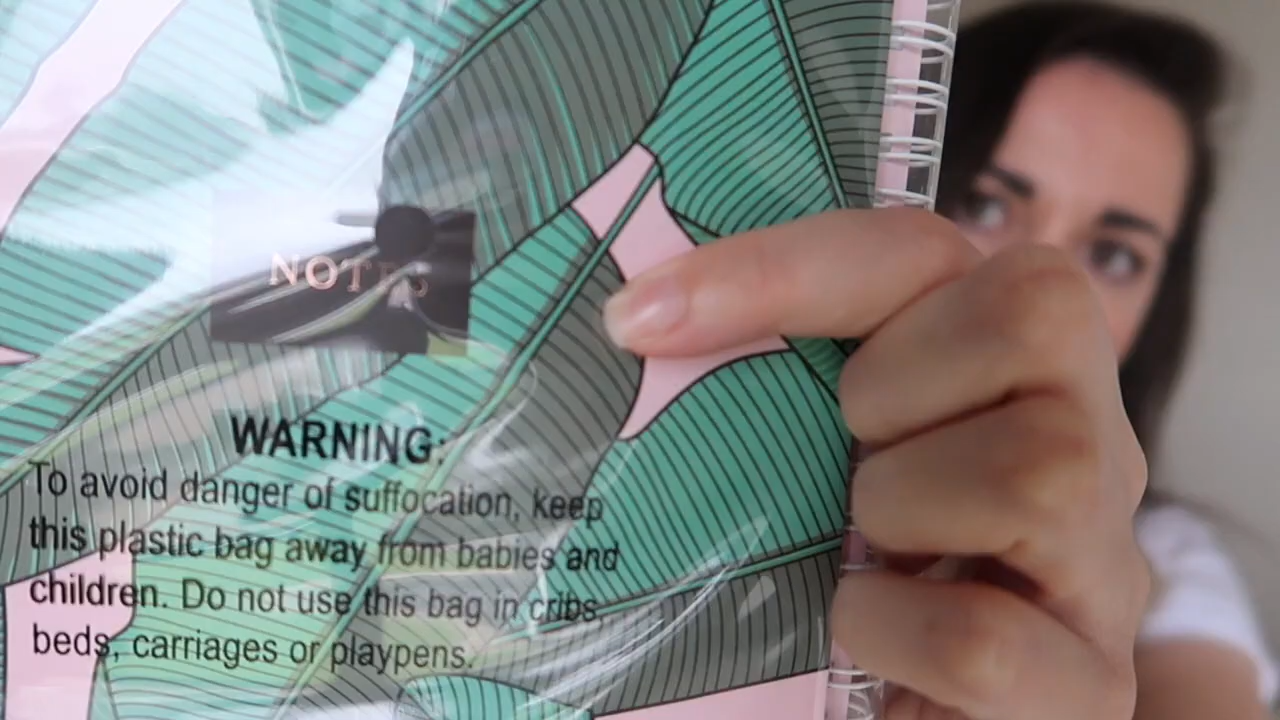 NOTES
WARNING:
To avoid danger of suffocation, keep
this plastic bag away from babies and
children. Do not use this bag in cribs,
beds, carriages or playpens.